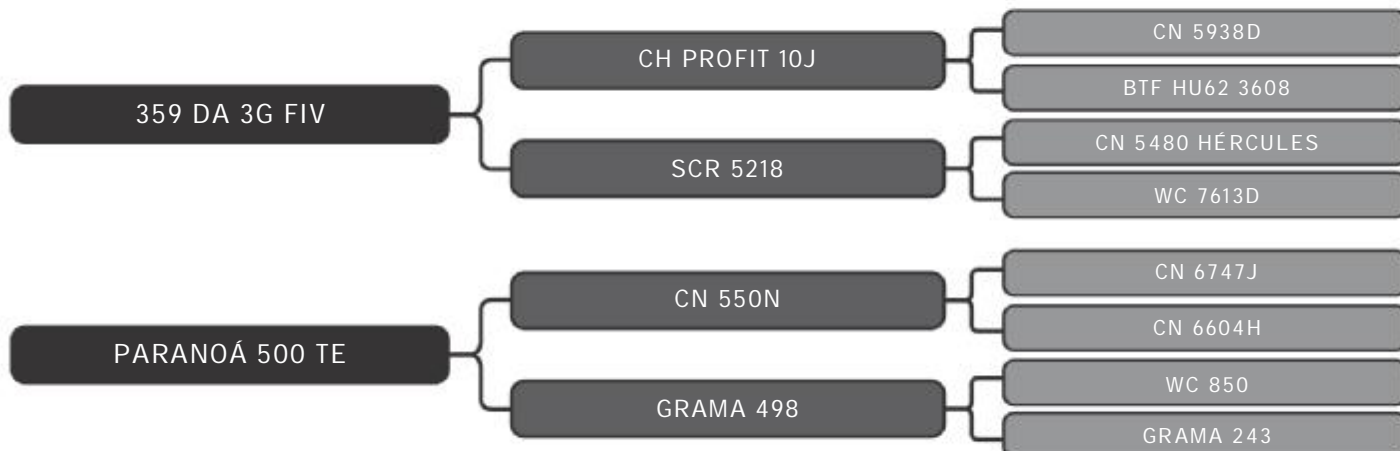 359 DA 3G FIV
CH PROFIT 10J
CN 5938D
BTF HU62 3608
SCR 5218
CN 5480 HÉRCULES
WC 7613D
PARANOÁ 500 TE
CN 550N
CN 6747J
CN 6604H
GRAMA 498
WC 850
GRAMA 243